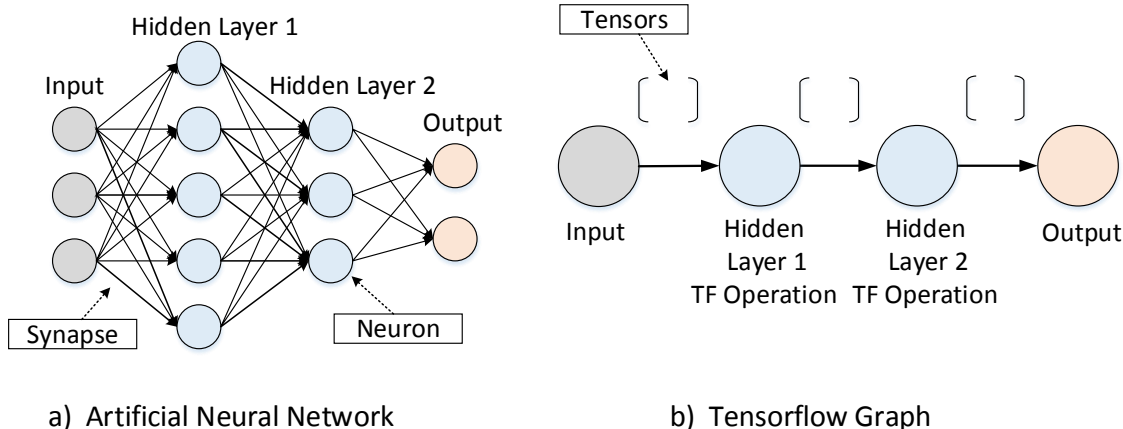 Hidden Layer 1
Input
Hidden Layer 2
Output
Synapse
Neuron
a) Artificial Neural Network
Tensors
Input
Hidden
Layer 1
TF Operation
Hidden
Layer 2
TF Operation
Output
b) Tensorflow Graph